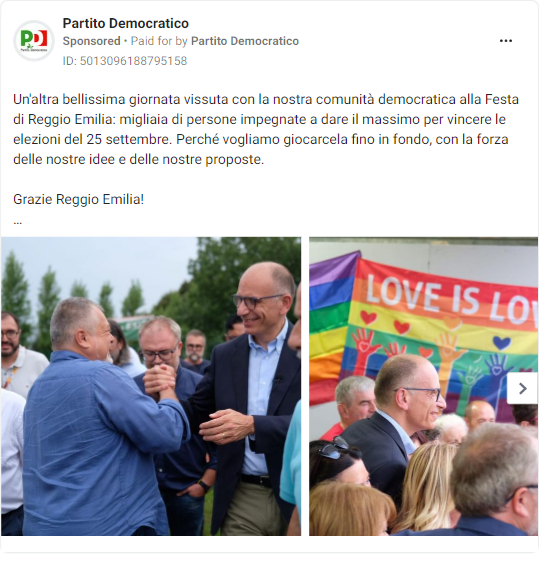 Partito Democratico
Sponsored • Paid for by Partito Democratico
ID: 5013096188795158
PD
Partito Democratico
Un'altra bellissima giornata vissuta con la nostra comunità democratica alla Festa
di Reggio Emilia: migliaia di persone impegnate a dare il massimo per vincere le
elezioni del 25 settembre. Perché vogliamo giocarcela fino in fondo, con la forza
delle nostre idee e delle nostre proposte.
Grazie Reggio Emilia!
...
LOVE IS LOV